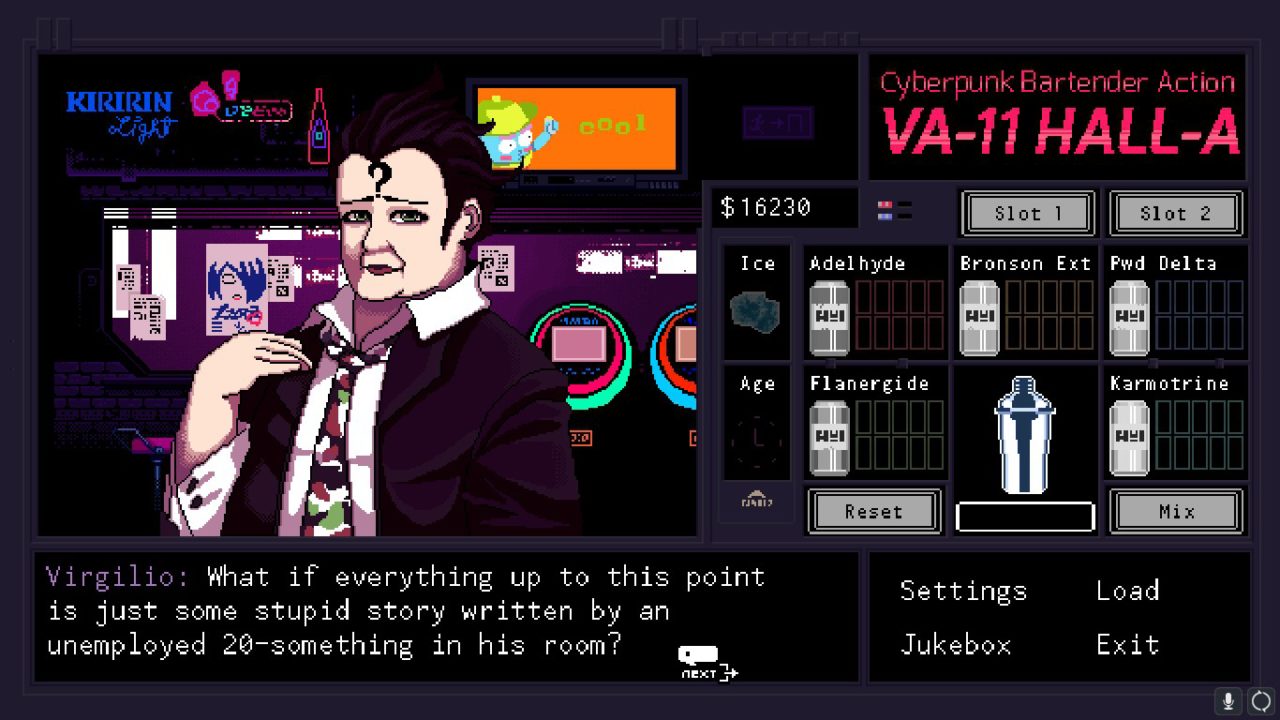 KIRIRIN
Light
cool
?
Cyberpunk Bartender Action
VA-11 HALL-A
$16230
Slot 1
Slot 2
Ice
Adelhyde
Bronson Ext
Pwd Delta
Age
Flanergide
Karmotrine
Reset
Mix
Virgilio: What if everything up to this point
is just some stupid story written by an
unemployed 20-something in his room?
NEXT
Settings
Load
Jukebox
Exit